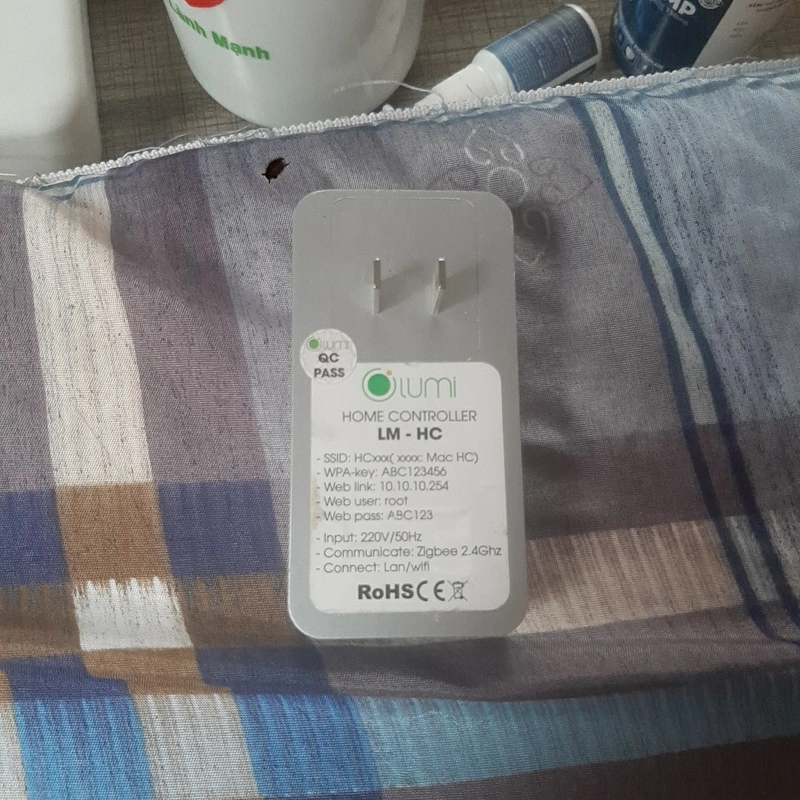 Lành Mạnh
MP
lumi
QC
PASS
lumi
HOME CONTROLLER
LM - HC
- SSID: HCxxx( xxxx: Mac HC)
- WPA-key: ABC123456
- Web link: 10.10.10.254
- Web user: root
- Web pass: ABC123
- Input: 220V/50Hz
- Communicate: Zigbee 2.4Ghz
- Connect: Lan/wifi
RoHS CE